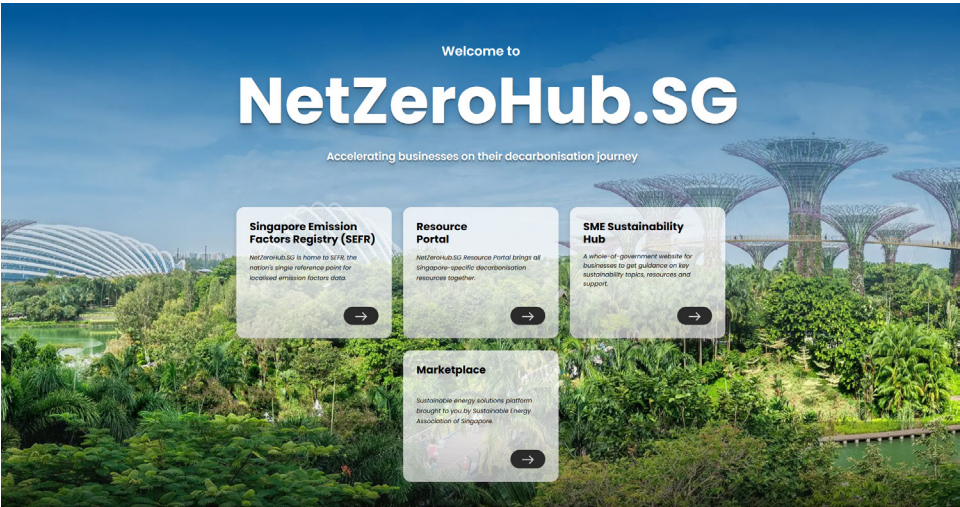 Welcome to
NetZeroHub.SG
Accelerating businesses on their decarbonisation journey
Singapore Emission
Factors Registry (SEFR)
NetZeroHub.SG is home to SEFR, the
nation's single reference point for
localised emission factors data.
Resource
Portal
NetZeroHub.SG Resource Portal brings all
Singapore-specific decarbonisation
resources together.
SME Sustainability
Hub
A whole-of-government website for
businesses to get guidance on key
sustainability topics, resources and
support.
Marketplace
Sustainable energy solutions platform
brought to you by Sustainable Energy
Association of Singapore.